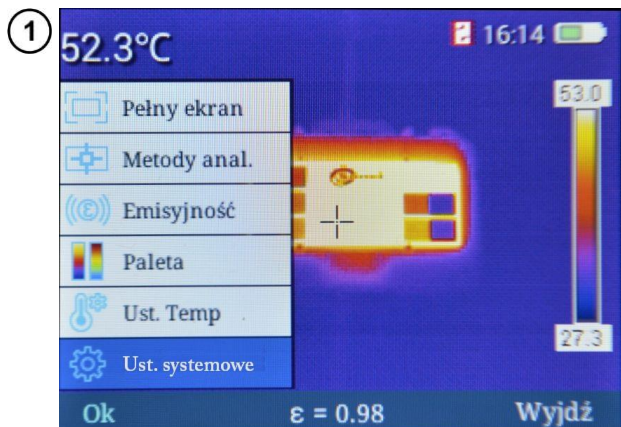 1
52.3°C
16:14
53.0
Pełny ekran
Metody anal.
((ε)) Emisyjność
Paleta
Ust. Temp
27.3
Ust. systemowe
Ok ε = 0.98 Wyjdź